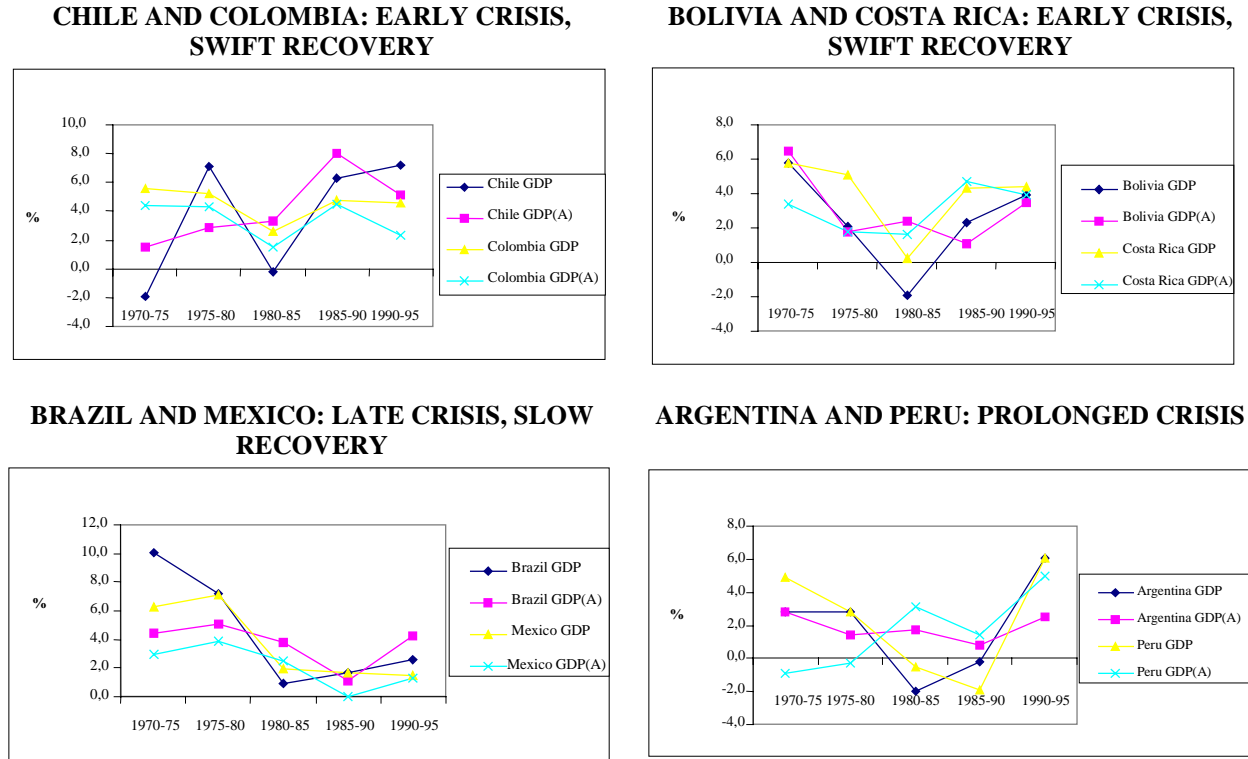 CHILE AND COLOMBIA: EARLY CRISIS,
SWIFT RECOVERY
%
10,0
8,0
6,0
4,0
2,0
0,0
-2,0
-4,0
1970-75 1975-80 1980-85 1985-90 1990-95
Chile GDP
Chile GDP(A)
Colombia GDP
Colombia GDP(A)
BOLIVIA AND COSTA RICA: EARLY CRISIS,
SWIFT RECOVERY
%
8,0
6,0
4,0
2,0
0,0
-2,0
-4,0
1970-75 1975-80 1980-85 1985-90 1990-95
Bolivia GDP
Bolivia GDP(A)
Costa Rica GDP
Costa Rica GDP(A)
BRAZIL AND MEXICO: LATE CRISIS, SLOW
RECOVERY
%
12,0
10,0
8,0
6,0
4,0
2,0
0,0
1970-75 1975-80 1980-85 1985-90 1990-95
Brazil GDP
Brazil GDP(A)
Mexico GDP
Mexico GDP(A)
ARGENTINA AND PERU: PROLONGED CRISIS
%
8,0
6,0
4,0
2,0
0,0
-2,0
-4,0
1970-75 1975-80 1980-85 1985-90 1990-95
Argentina GDP
Argentina GDP(A)
Peru GDP
Peru GDP(A)